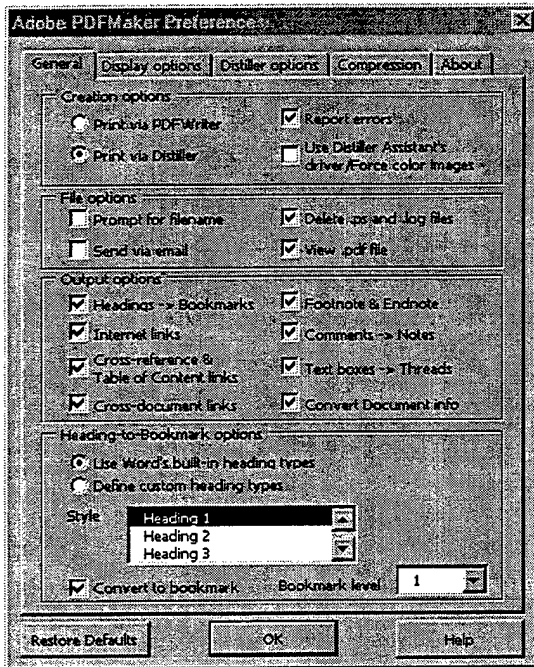 Adobe PDFMaker Preferences
General Display options Distiller options Compression About
Creation options
Print via PDFWriter
Report errors
Print via Distiller
Use Distiller Assistant's
driver/Force color images
File options
Prompt for filename
Delete .ps and .log files
Send via email
View .pdf file
Output options
Headings -> Bookmarks
Footnote & Endnote
Internet links
Comments -> Notes
Cross-reference &
Table of Content links
Text boxes -> Threads
Cross-document links
Convert Document info
Heading-to-Bookmark options
Use Word's built-in heading types
Define custom heading types
Style
Heading 1
Heading 2
Heading 3
Convert to bookmark
Bookmark level 1
Restore Defaults OK Help